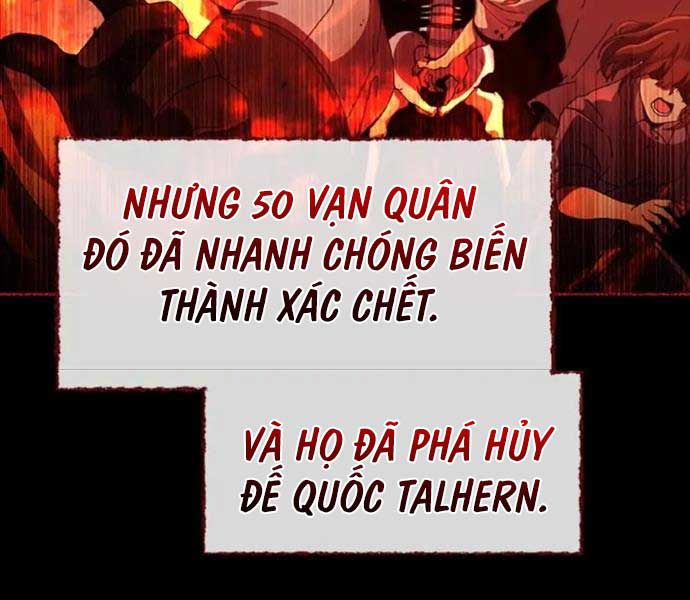 NHƯNG 50 VẠN QUÂN
ĐÓ ĐÃ NHANH CHÓNG BIẾN
THÀNH XÁC CHẾT.
VÀ HỌ ĐÃ PHÁ HỦY
ĐẾ QUỐC TALHERN.